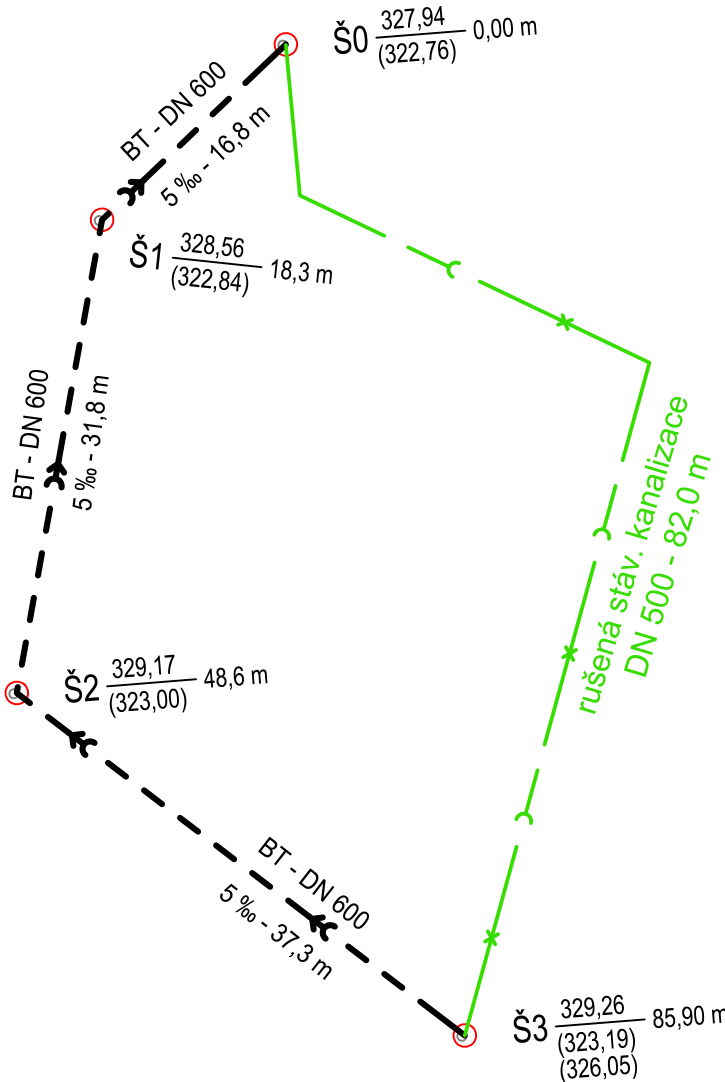 Š0 327,94 0,00 m
(322,76)
BT - DN 600
5 ‰ - 16,8 m
Š1 328,56 18,3 m
(322,84)
BT - DN 600
5 ‰ - 31,8 m
rušená stáv. kanalizace
DN 500 - 82,0 m
Š2 329,17 48,6 m
(323,00)
BT - DN 600
5 ‰ - 37,3 m
Š3 329,26 85,90 m
(323,19)
(326,05)